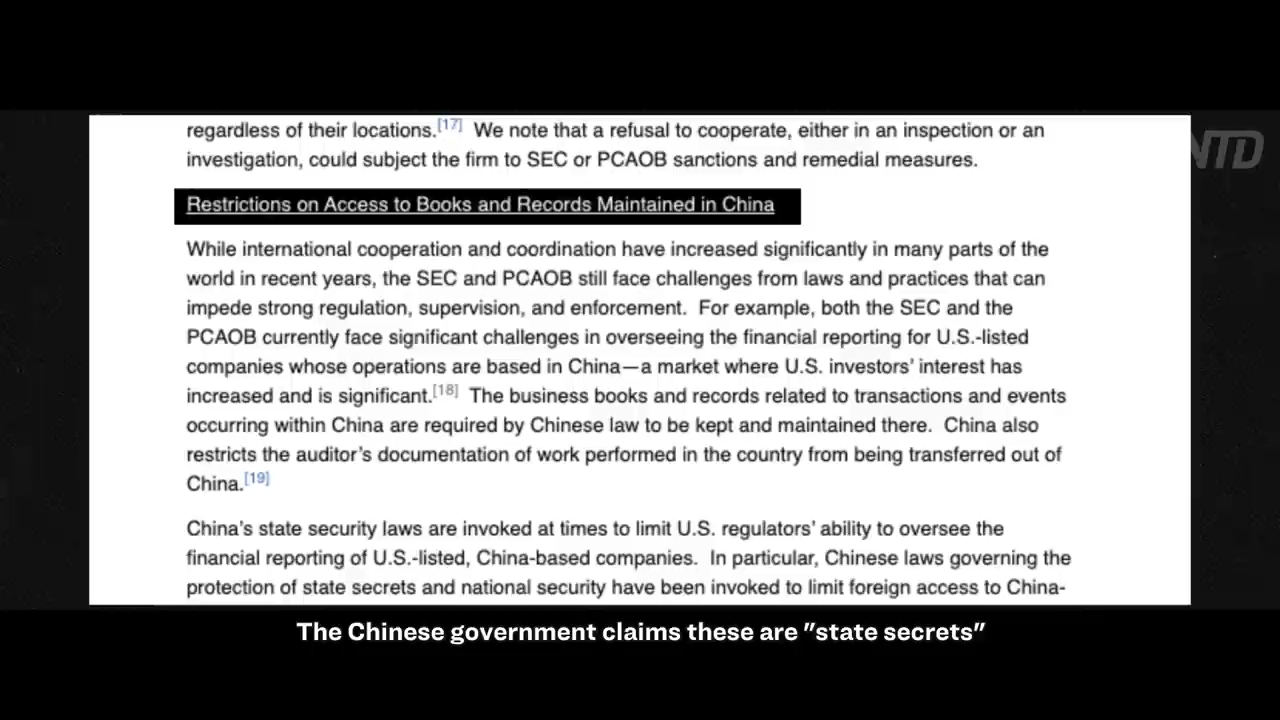 regardless of their locations.[17] We note that a refusal to cooperate, either in an inspection or an
investigation, could subject the firm to SEC or PCAOB sanctions and remedial measures.
NTD
Restrictions on Access to Books and Records Maintained in China
While international cooperation and coordination have increased significantly in many parts of the
world in recent years, the SEC and PCAOB still face challenges from laws and practices that can
impede strong regulation, supervision, and enforcement. For example, both the SEC and the
PCAOB currently face significant challenges in overseeing the financial reporting for U.S.-listed
companies whose operations are based in China—a market where U.S. investors' interest has
increased and is significant.[18] The business books and records related to transactions and events
occurring within China are required by Chinese law to be kept and maintained there. China also
restricts the auditor's documentation of work performed in the country from being transferred out of
China.[19]
China's state security laws are invoked at times to limit U.S. regulators' ability to oversee the
financial reporting of U.S.-listed, China-based companies. In particular, Chinese laws governing the
protection of state secrets and national security have been invoked to limit foreign access to China-
The Chinese government claims these are "state secrets"